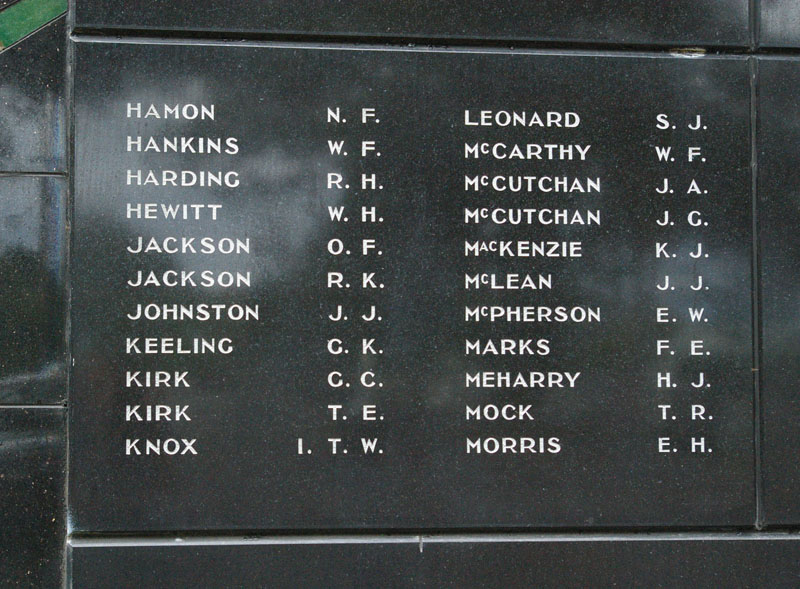 HAMON N. F.
HANKINS W. F.
HARDING R. H.
HEWITT W. H.
JACKSON O. F.
JACKSON R. K.
JOHNSTON J. J.
KEELING G. K.
KIRK G. C.
KIRK T. E.
KNOX I. T. W.
LEONARD S. J.
McCARTHY W. F.
McCUTCHAN J. A.
McCUTCHAN J. G.
MacKENZIE K. J.
McLEAN J. J.
McPHERSON E. W.
MARKS F. E.
MEHARRY H. J.
MOCK T. R.
MORRIS E. H.